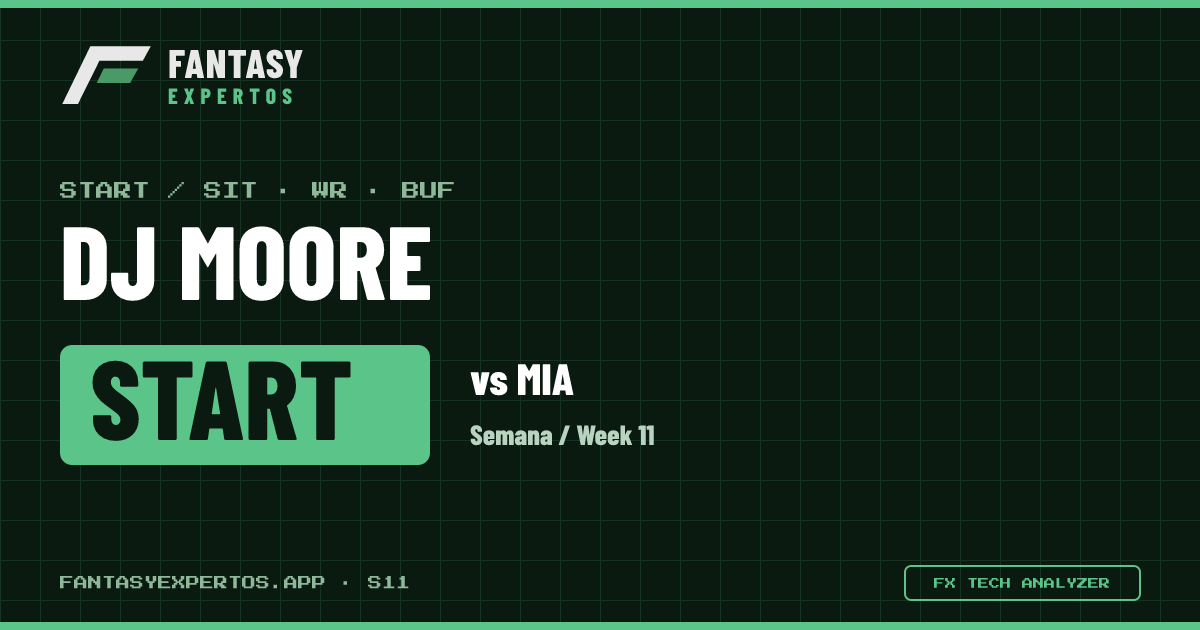 FANTASY
EXPERTOS
START / SIT · WR · BUF
DJ MOORE
START
vs MIA
Semana / Week 11
FANTASYEXPERTOS.APP · S11
FX TECH ANALYZER